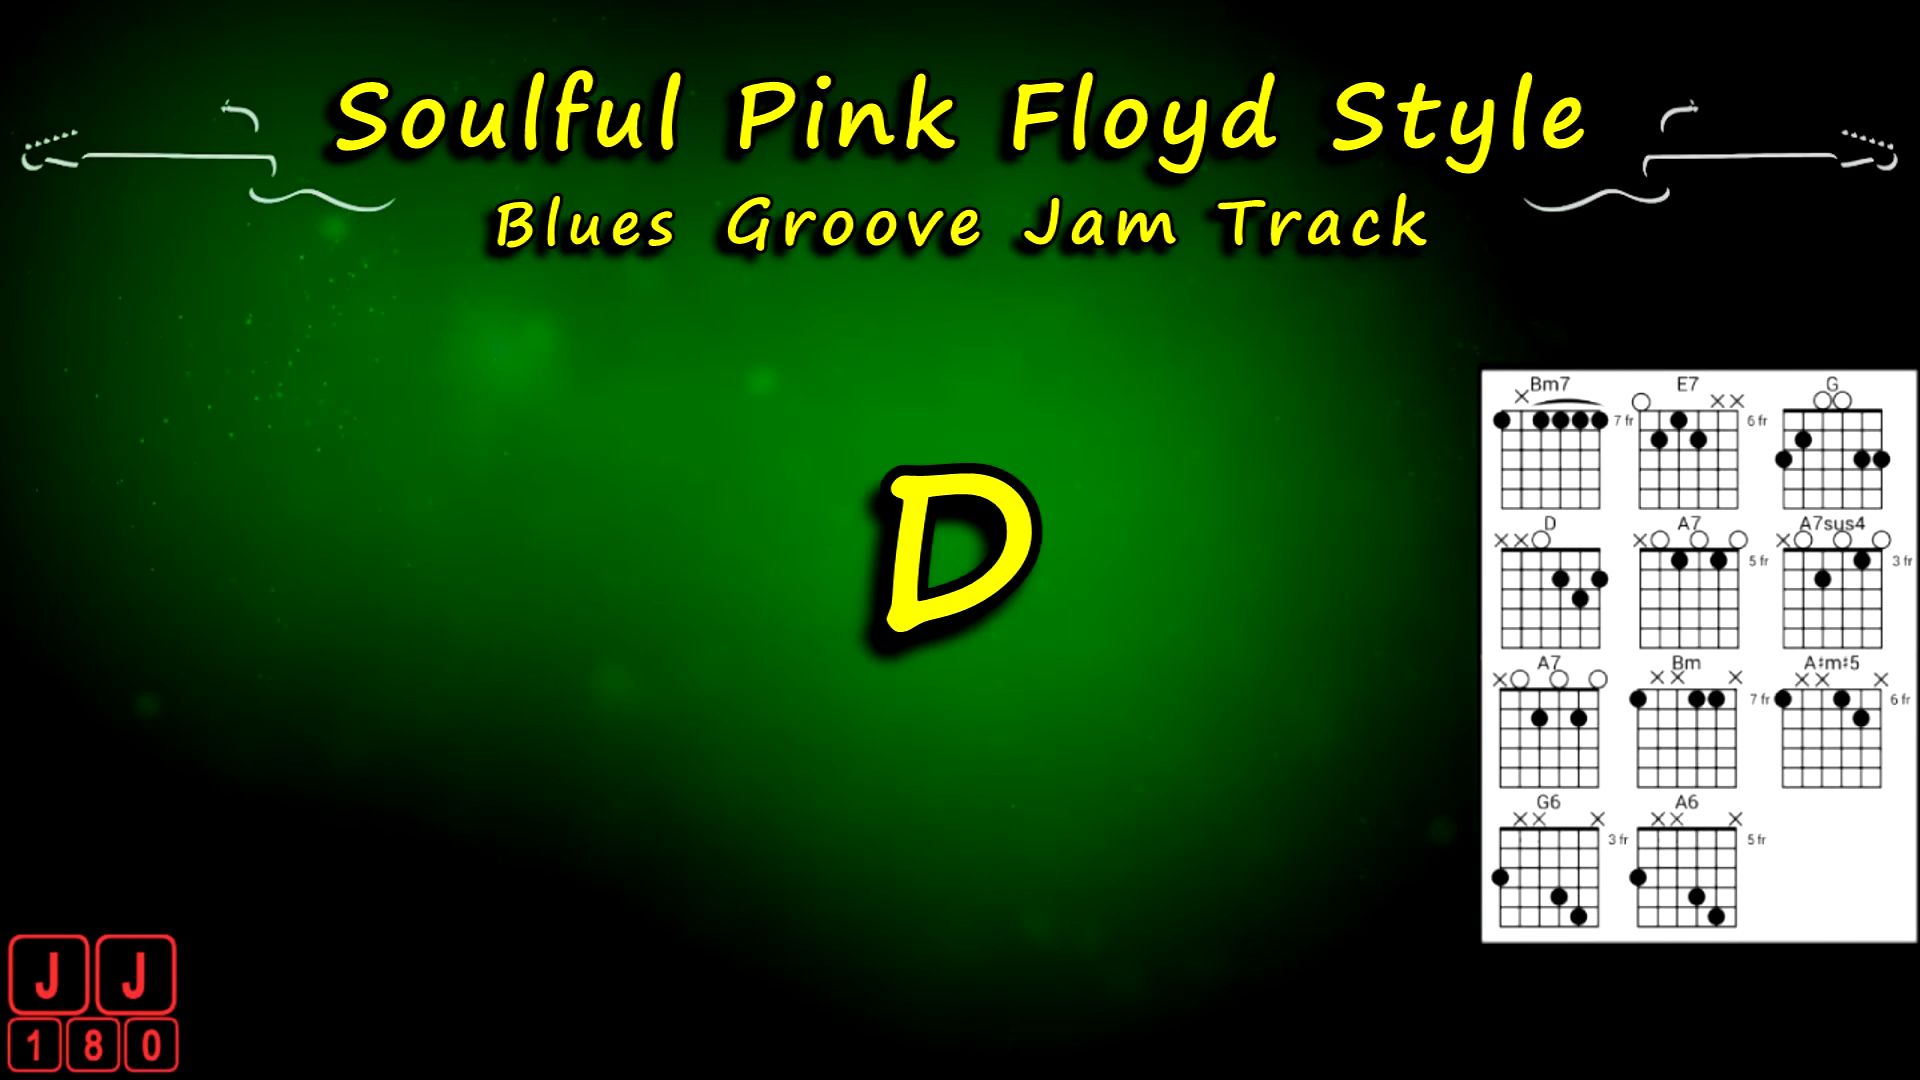 Soulful Pink Floyd Style
Blues Groove Jam Track
D
Bm7 E7 G
7 fr 6 fr
D A7 A7sus4
5 fr 3 fr
A7 Bm A♯m♯5
7 fr 6 fr
G6 A6
3 fr 5 fr
J J
1 8 0